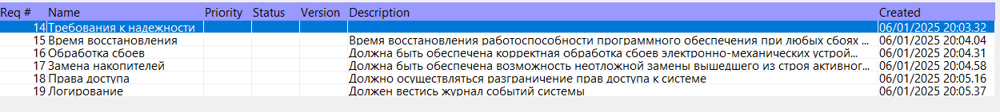 Req # Name Priority Status Version Description Created
14 Требования к надежности 06/01/2025 20:03.32
15 Время восстановления Время восстановления работоспособности программного обеспечения при любых сбоях ... 06/01/2025 20:04.04
16 Обработка сбоев Должна быть обеспечена корректная обработка сбоев электронно-механических устрой... 06/01/2025 20:04.31
17 Замена накопителей Должна быть обеспечена возможность неотложной замены вышедшего из строя активног... 06/01/2025 20:04.58
18 Права доступа Должно осуществляться разграничение прав доступа к системе 06/01/2025 20:05.16
19 Логирование Должен вестись журнал событий системы 06/01/2025 20:05.37